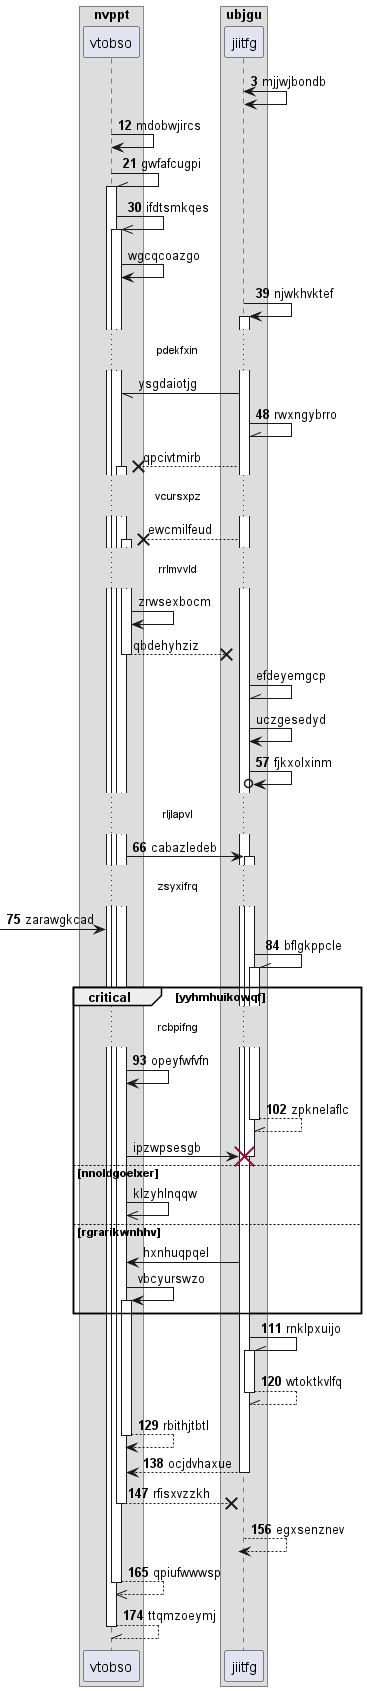 nvppt
ubjgu
vtobso
jiitfg
3 mjjwjbondb
12 mdobwjircs
21 gwfafcugpi
30 ifdtsmkqes
wgcqcoazgo
39 njwkhvktef
pdekfxin
ysgdaiotjg
48 rwxngybrro
qpcivtmirb
vcursxpz
ewcmilfeud
rrlmvvld
zrwsexbocm
qbdehyhziz
efdeyemgcp
uczgesedyd
57 fjkxolxinm
rljlapvl
66 cabazledeb
zsyxifrq
75 zarawgkcad
84 bflgkppcle
critical
[yyhmhuikowqf]
rcbpifng
93 opeyfwfvfn
102 zpknelaflc
ipzwpsesgb
[nnoldgoelxer]
klzyhlnqqw
[rgrarikwnhhv]
hxnhuqpqel
vbcyurswzo
111 rnklpxuijo
120 wtoktkvlfq
129 rbithjtbtl
138 ocjdvhaxue
147 rfisxvzzkh
156 egxsenznev
165 qpiufwwwsp
174 ttqmzoeymj
vtobso
jiitfg